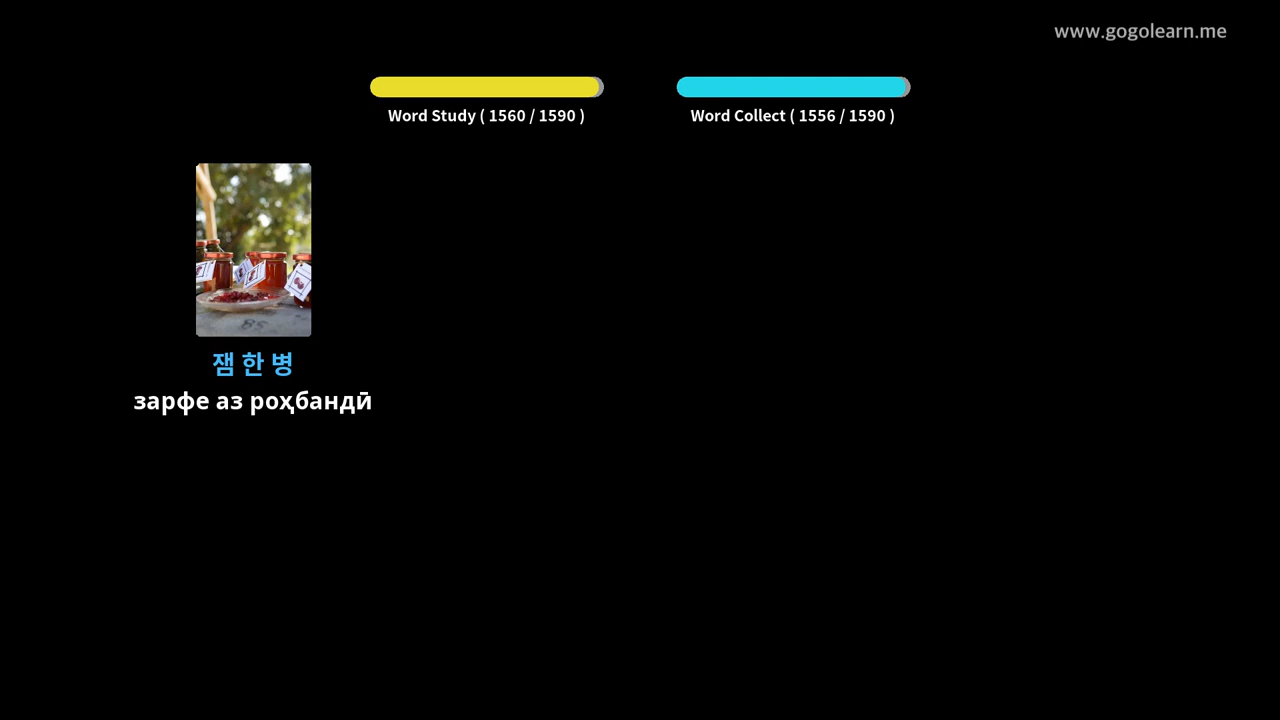 www.gogolearn.me
Word Study ( 1560 / 1590 )
Word Collect ( 1556 / 1590 )
잼 한 병
зарфе аз роҳбандӣ